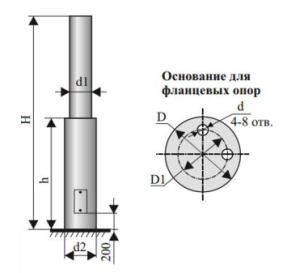 d1
H
h
d2
200
Основание для
фланцевых опор
D
d
4-8 отв.
D1